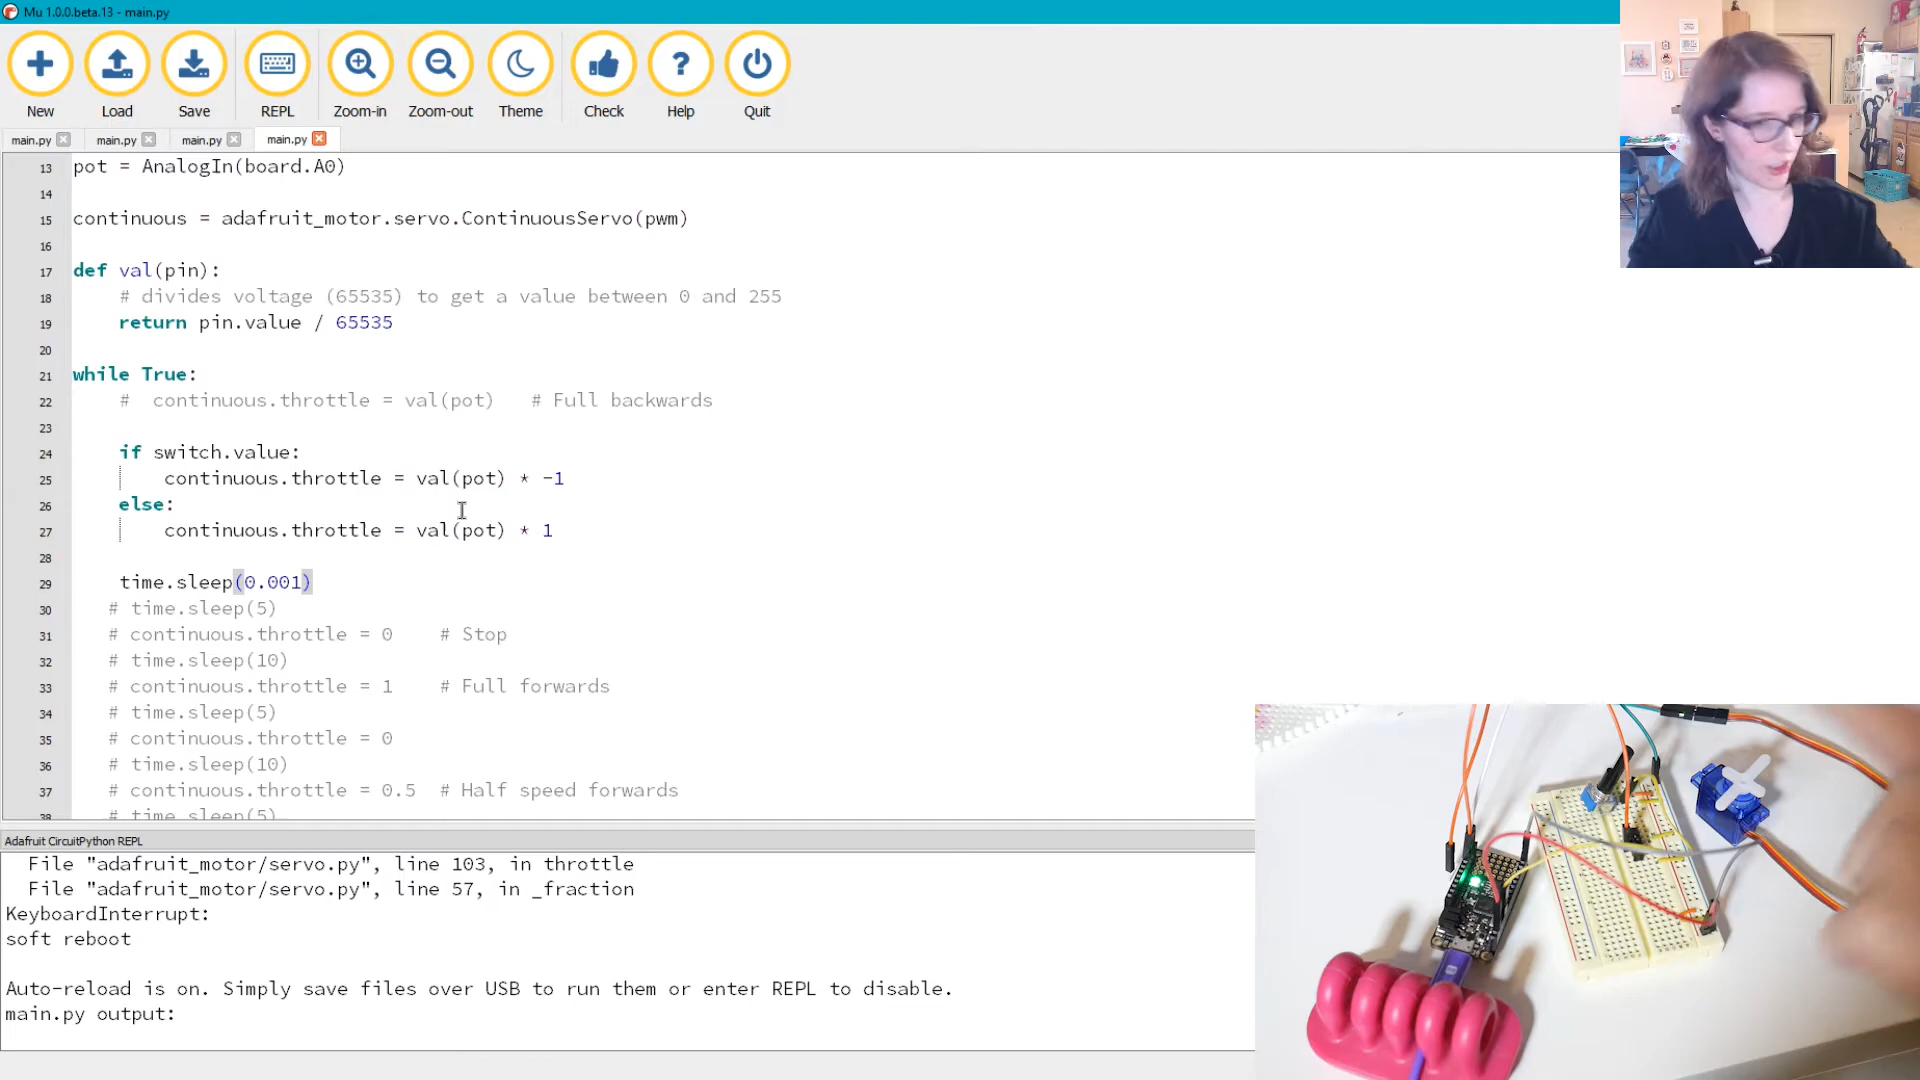 Mu 1.0.0.beta.13 - main.py
New Load Save REPL Zoom-in Zoom-out Theme Check Help Quit
main.py main.py main.py main.py
13 pot = AnalogIn(board.A0)
14
15 continuous = adafruit_motor.servo.ContinuousServo(pwm)
16
17 def val(pin):
18 # divides voltage (65535) to get a value between 0 and 255
19 return pin.value / 65535
20
21 while True:
22 #  continuous.throttle = val(pot)   # Full backwards
23
24 if switch.value:
25 continuous.throttle = val(pot) * -1
26 else:
27 continuous.throttle = val(pot) * 1
28
29 time.sleep(0.001)
30 # time.sleep(5)
31 # continuous.throttle = 0    # Stop
32 # time.sleep(10)
33 # continuous.throttle = 1    # Full forwards
34 # time.sleep(5)
35 # continuous.throttle = 0
36 # time.sleep(10)
37 # continuous.throttle = 0.5  # Half speed forwards
38 # time.sleep(5)
Adafruit CircuitPython REPL
File "adafruit_motor/servo.py", line 103, in throttle
File "adafruit_motor/servo.py", line 57, in _fraction
KeyboardInterrupt:
soft reboot
Auto-reload is on. Simply save files over USB to run them or enter REPL to disable.
main.py output: